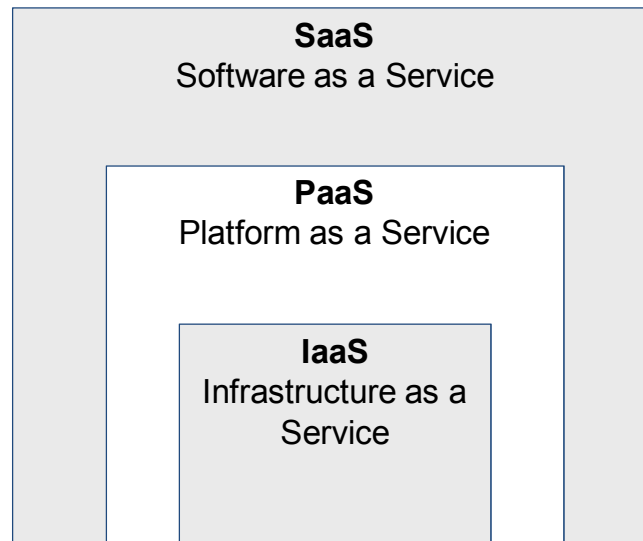 SaaS
Software as a Service
PaaS
Platform as a Service
IaaS
Infrastructure as a
Service